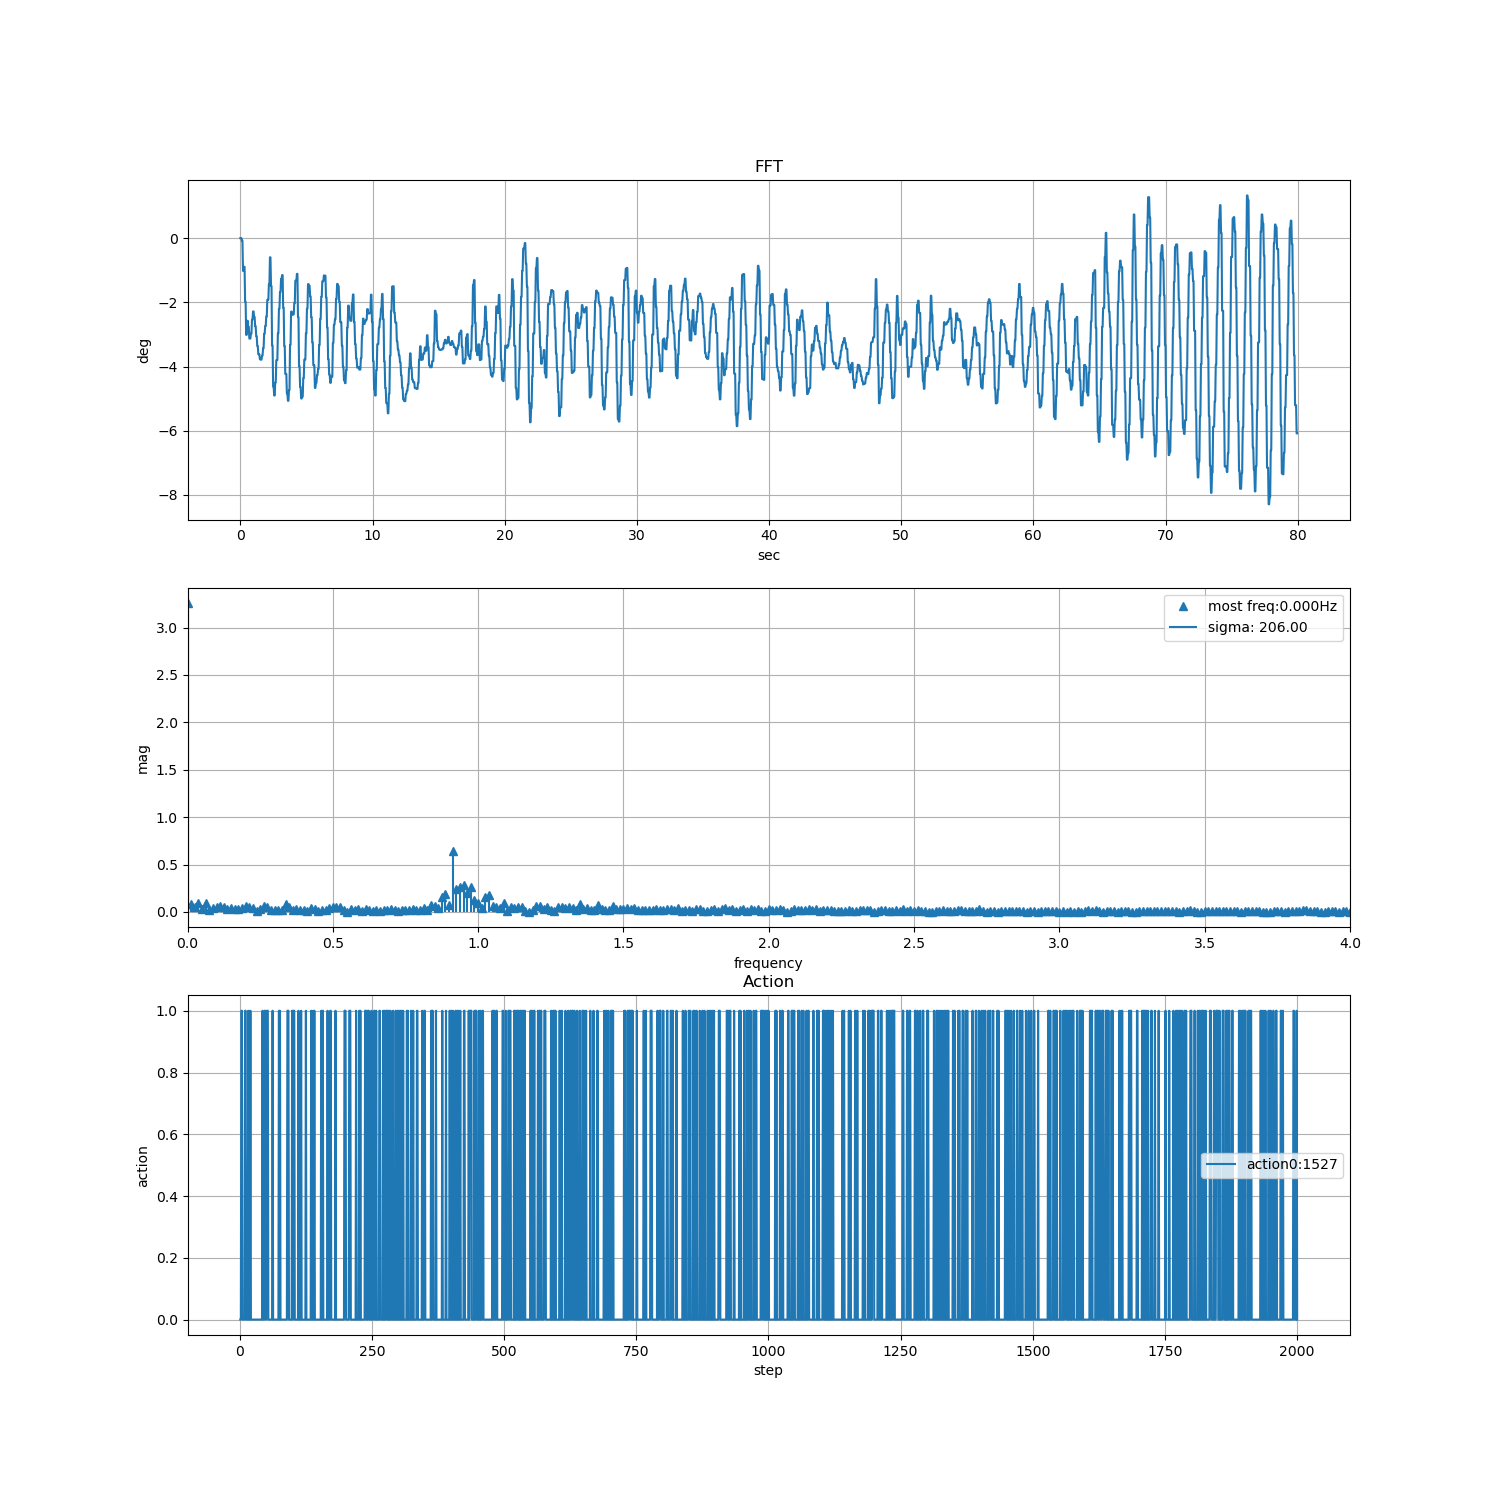 FFT
0
−2
−4
−6
−8
deg
0 10 20 30 40 50 60 70 80
sec
most freq:0.000Hz
sigma: 206.00
3.0
2.5
2.0
1.5
1.0
0.5
0.0
mag
0.0 0.5 1.0 1.5 2.0 2.5 3.0 3.5 4.0
frequency
Action
1.0
0.8
0.6
0.4
0.2
0.0
action
action0:1527
0 250 500 750 1000 1250 1500 1750 2000
step